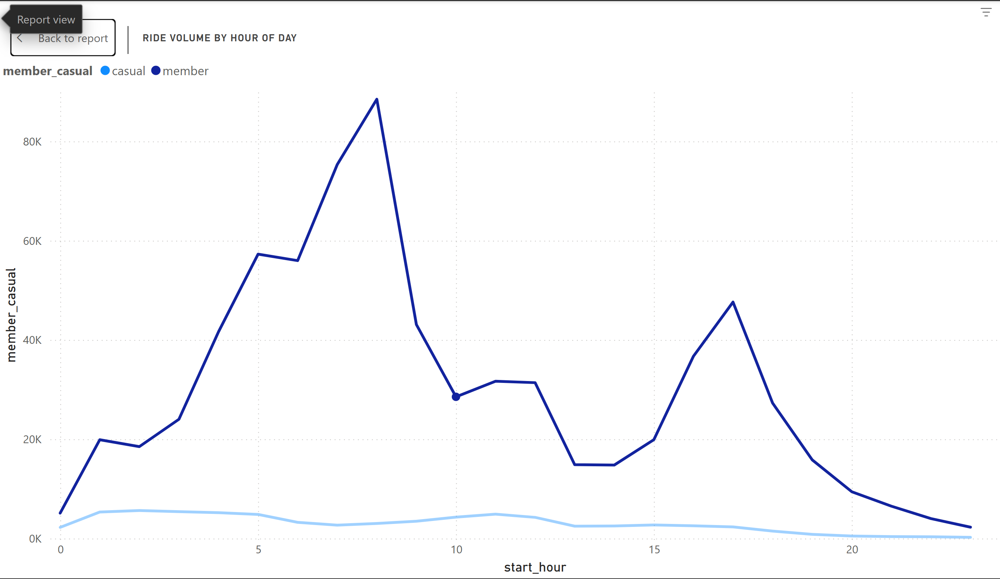 Report view
Back to report
RIDE VOLUME BY HOUR OF DAY
member_casual casual member
80K
60K
40K
20K
0K
member_casual
0 5 10 15 20
start_hour